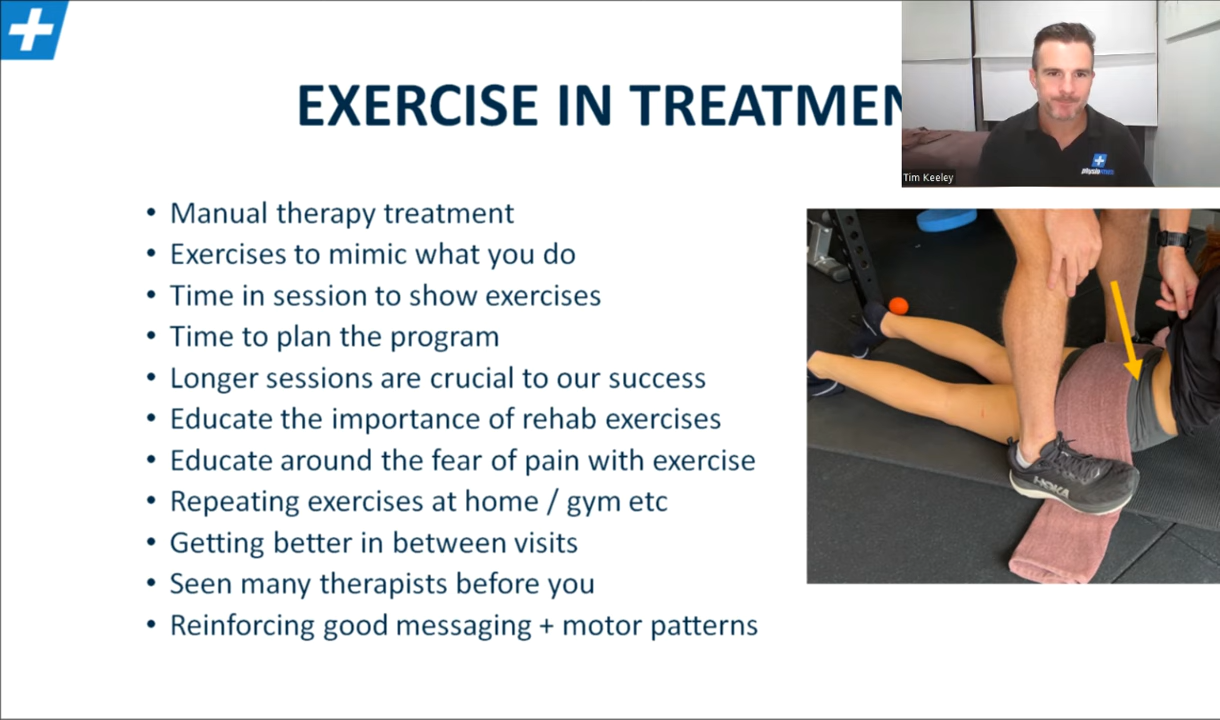 EXERCISE IN TREATMEN
Tim Keeley
• Manual therapy treatment
• Exercises to mimic what you do
• Time in session to show exercises
• Time to plan the program
• Longer sessions are crucial to our success
• Educate the importance of rehab exercises
• Educate around the fear of pain with exercise
• Repeating exercises at home / gym etc
• Getting better in between visits
• Seen many therapists before you
• Reinforcing good messaging + motor patterns
HOKA